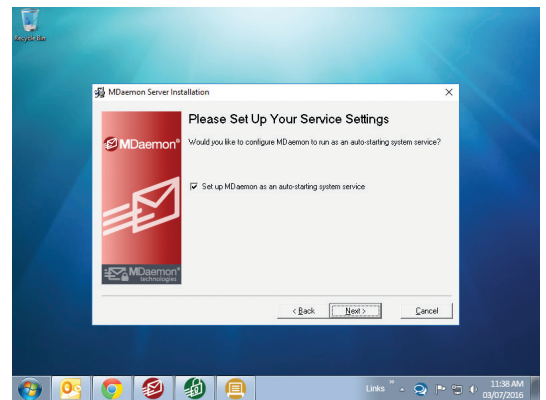 Recycle Bin
MDaemon Server Installation
Please Set Up Your Service Settings
MDaemon®
Would you like to configure MDaemon to run as an auto-starting system service?
Set up MDaemon as an auto-starting system service
MDaemon®
technologies
< Back
Next >
Cancel
Links
»
11:38 AM
03/07/2016